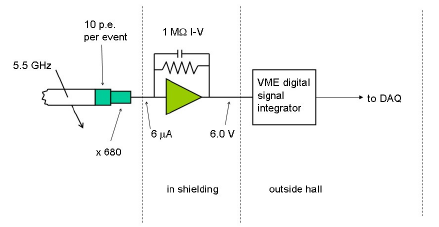 10 p.e.
per event
1 MΩ I-V
5.5 GHz
VME digital
signal
integrator
to DAQ
6 µA
6.0 V
x 680
in shielding
outside hall